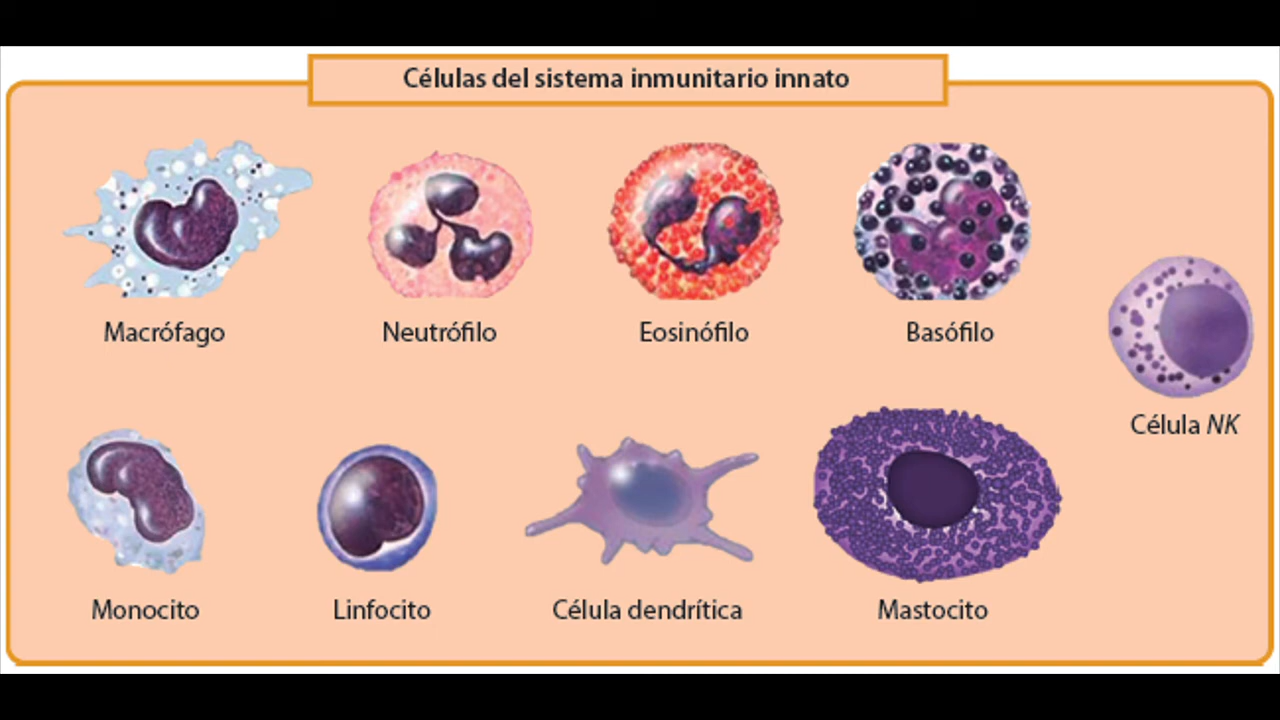 Células del sistema inmunitario innato
Macrófago
Neutrófilo
Eosinófilo
Basófilo
Célula NK
Monocito
Linfocito
Célula dendrítica
Mastocito